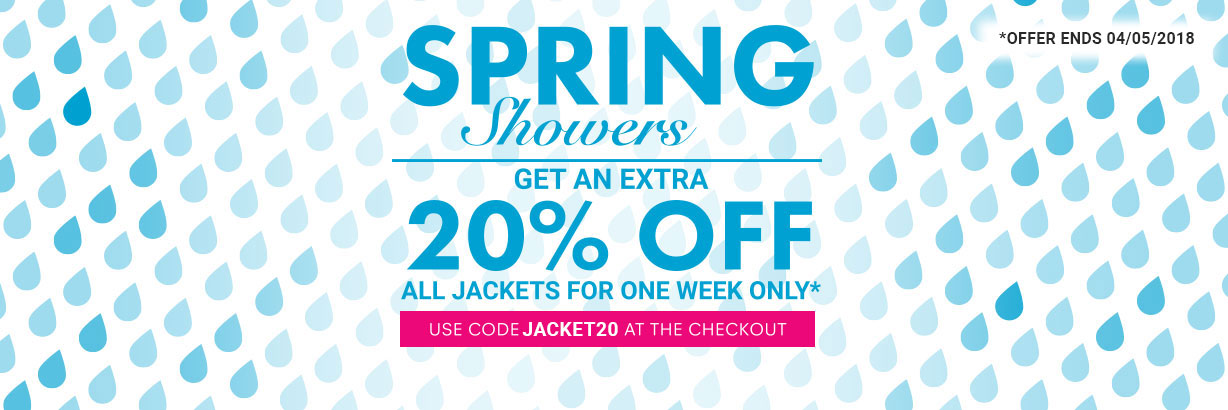 SPRING
Showers
*OFFER ENDS 04/05/2018
GET AN EXTRA
20% OFF
ALL JACKETS FOR ONE WEEK ONLY*
USE CODE JACKET20 AT THE CHECKOUT